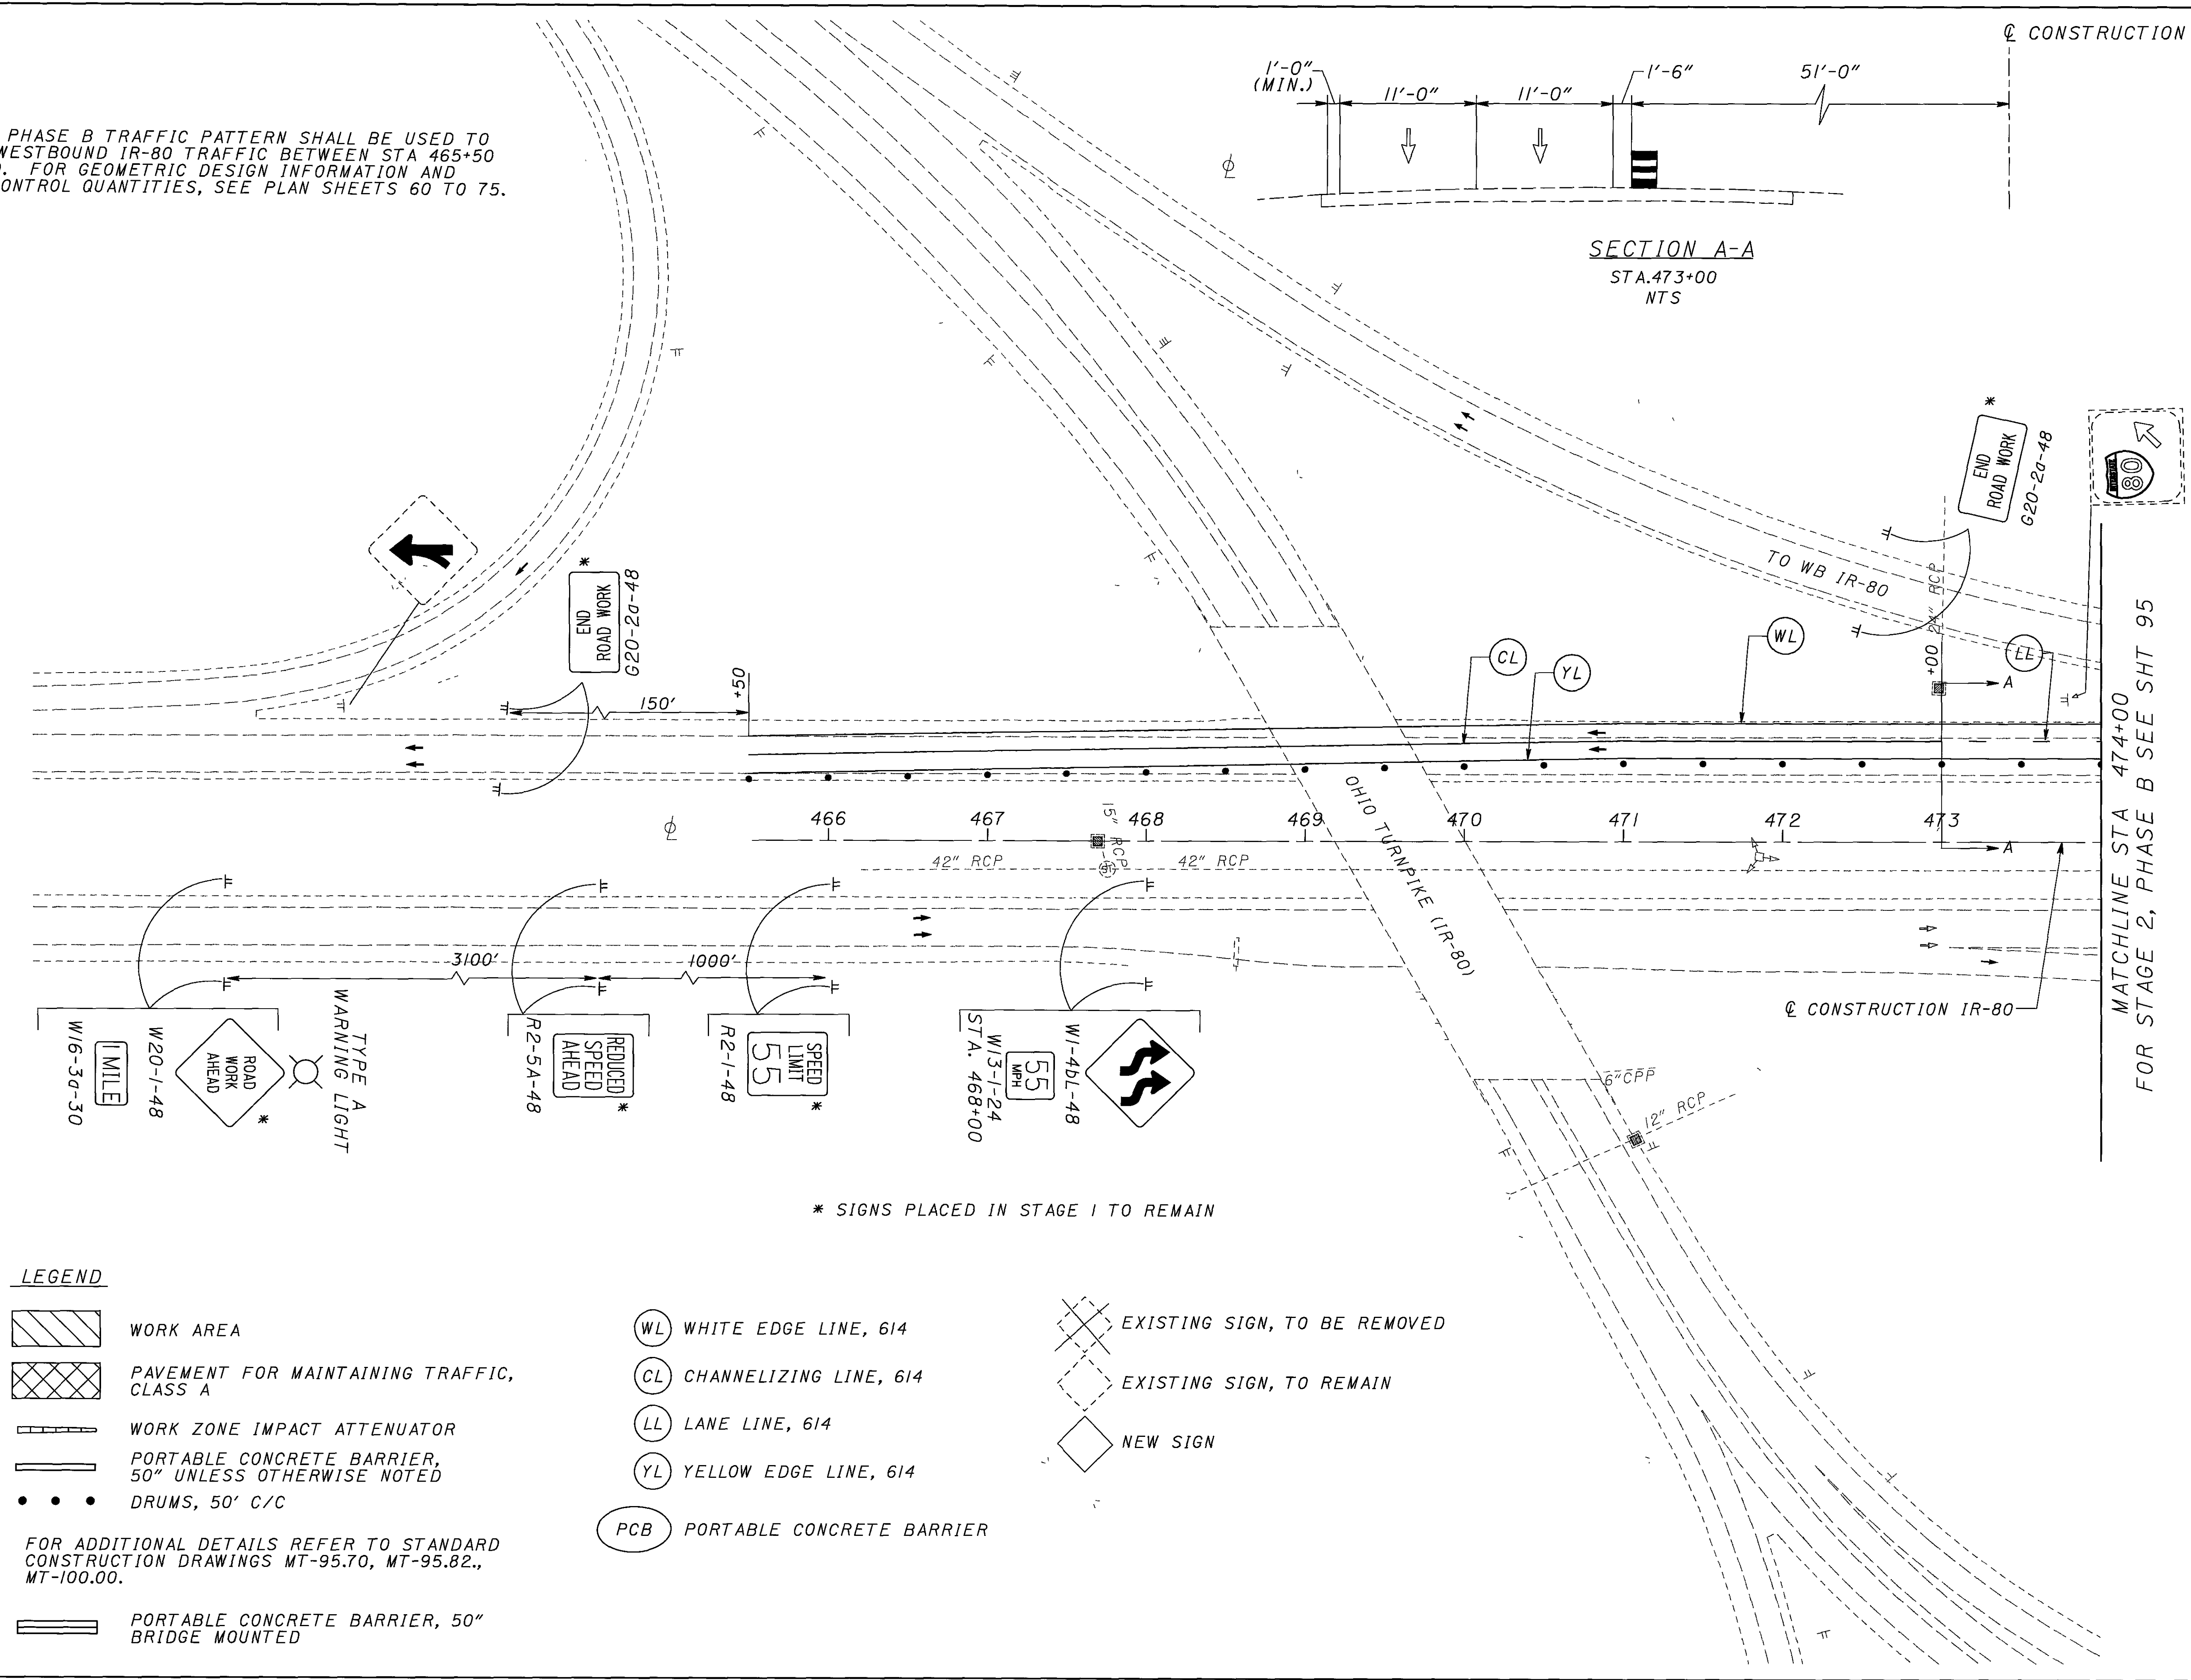 PHASE B TRAFFIC PATTERN SHALL BE USED TO
WESTBOUND IR-80 TRAFFIC BETWEEN STA 465+50
. FOR GEOMETRIC DESIGN INFORMATION AND
CONTROL QUANTITIES, SEE PLAN SHEETS 60 TO 75.
℄ CONSTRUCTION
1'-0"
(MIN.)
11'-0"
11'-0"
1'-6"
51'-0"
℄
SECTION A-A
STA.473+00
NTS
*
END
ROAD WORK
G20-2a-48
INTERSTATE
80
*
END
ROAD WORK
G20-2a-48
TO WB IR-80
24" RCP
+00
WL
CL
YL
LL
A
150'
+50
MATCHLINE STA 474+00
FOR STAGE 2, PHASE B SEE SHT 95
OHIO TURNPIKE (IR-80)
℄
466
467
468
469
470
471
472
473
A
15" RCP
42" RCP
42" RCP
3100'
1000'
℄ CONSTRUCTION IR-80
W16-3a-30
1 MILE
W20-1-48
ROAD
WORK
AHEAD
*
TYPE A
WARNING LIGHT
R2-5A-48
REDUCED
SPEED
AHEAD
*
R2-1-48
SPEED
LIMIT
55
*
STA. 468+00
W13-1-24
55
MPH
W1-4bL-48
6"CPP
12" RCP
* SIGNS PLACED IN STAGE 1 TO REMAIN
LEGEND
WORK AREA
PAVEMENT FOR MAINTAINING TRAFFIC,
CLASS A
WORK ZONE IMPACT ATTENUATOR
PORTABLE CONCRETE BARRIER,
50" UNLESS OTHERWISE NOTED
DRUMS, 50' C/C
FOR ADDITIONAL DETAILS REFER TO STANDARD
CONSTRUCTION DRAWINGS MT-95.70, MT-95.82.,
MT-100.00.
PORTABLE CONCRETE BARRIER, 50"
BRIDGE MOUNTED
WL WHITE EDGE LINE, 614
CL CHANNELIZING LINE, 614
LL LANE LINE, 614
YL YELLOW EDGE LINE, 614
PCB PORTABLE CONCRETE BARRIER
EXISTING SIGN, TO BE REMOVED
EXISTING SIGN, TO REMAIN
NEW SIGN